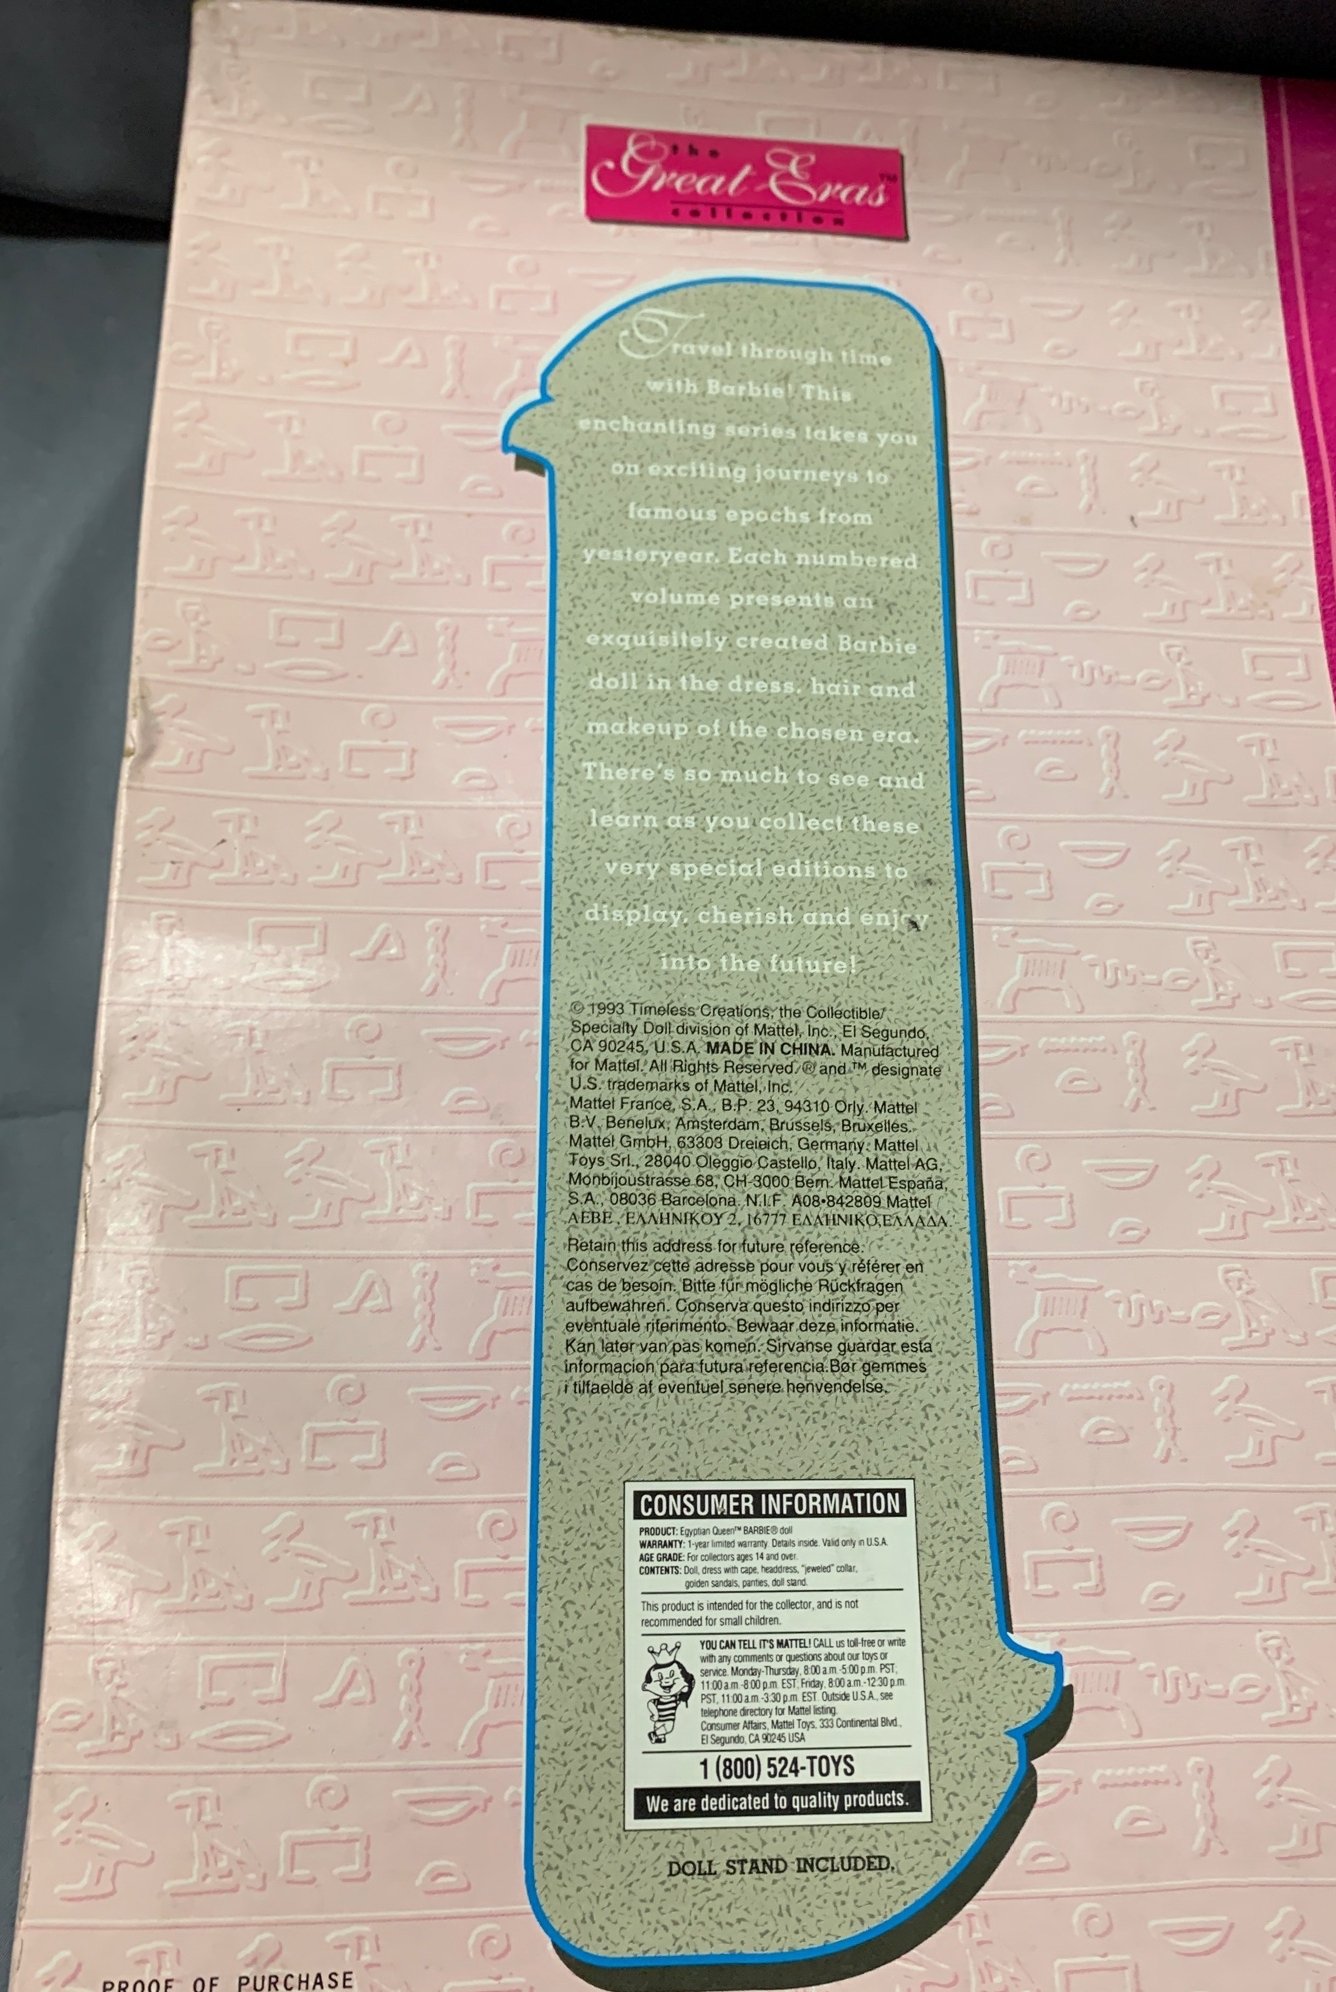 the
Great Eras™
collection
Travel through time
with Barbie! This
enchanting series takes you
on exciting journeys to
famous epochs from
yesteryear. Each numbered
volume presents an
exquisitely created Barbie
doll in the dress, hair and
makeup of the chosen era.
There's so much to see and
learn as you collect these
very special editions to
display, cherish and enjoy
into the future!
© 1993 Timeless Creations, the Collectible/
Specialty Doll division of Mattel, Inc., El Segundo,
CA 90245, U.S.A. MADE IN CHINA. Manufactured
for Mattel. All Rights Reserved. ® and ™ designate
U.S. trademarks of Mattel, Inc.
Mattel France, S.A., B.P. 23, 94310 Orly. Mattel
B.V. Benelux, Amsterdam, Brussels, Bruxelles.
Mattel GmbH, 63303 Dreieich, Germany. Mattel
Toys Srl., 28040 Oleggio Castello, Italy. Mattel AG,
Monbijoustrasse 68, CH-3000 Bern. Mattel España,
S.A., 08036 Barcelona. N.I.F. A08•842809 Mattel
AEBE, ΕΛΛΗΝΙΚΟΥ 2, 16777 ΕΛΛΗΝΙΚΟ,ΕΛΛΑΔΑ.
Retain this address for future reference.
Conservez cette adresse pour vous y référer en
cas de besoin. Bitte für mögliche Rückfragen
aufbewahren. Conserva questo indirizzo per
eventuale riferimento. Bewaar deze informatie.
Kan later van pas komen. Sirvanse guardar esta
informacion para futura referencia.Bør gemmes
i tilfaelde af eventuel senere henvendelse.
CONSUMER INFORMATION
PRODUCT: Egyptian Queen™ BARBIE® doll
WARRANTY: 1-year limited warranty. Details inside. Valid only in U.S.A.
AGE GRADE: For collectors ages 14 and over.
CONTENTS: Doll, dress with cape, headdress, "jeweled" collar,
golden sandals, panties, doll stand.
This product is intended for the collector, and is not
recommended for small children.
YOU CAN TELL IT'S MATTEL! CALL us toll-free or write
with any comments or questions about our toys or
service. Monday-Thursday, 8:00 a.m.-5:00 p.m. PST,
11:00 a.m.-8:00 p.m. EST, Friday, 8:00 a.m.-12:30 p.m.
PST, 11:00 a.m.-3:30 p.m. EST. Outside U.S.A., see
telephone directory for Mattel listing.
Consumer Affairs, Mattel Toys, 333 Continental Blvd.,
El Segundo, CA 90245 USA
1 (800) 524-TOYS
We are dedicated to quality products.
DOLL STAND INCLUDED.
PROOF OF PURCHASE